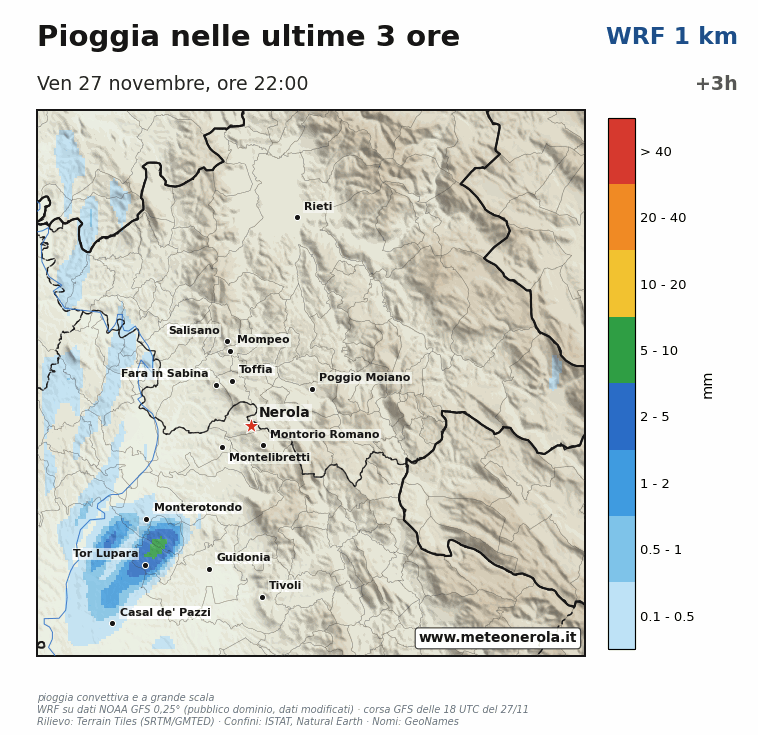 Pioggia nelle ultime 3 ore
WRF 1 km
Ven 27 novembre, ore 22:00
+3h
> 40
20 - 40
10 - 20
5 - 10
2 - 5
1 - 2
0.5 - 1
0.1 - 0.5
mm
Rieti
Salisano
Mompeo
Fara in Sabina
Toffia
Poggio Moiano
Nerola
Montorio Romano
Montelibretti
Monterotondo
Tor Lupara
Guidonia
Tivoli
Casal de' Pazzi
www.meteonerola.it
pioggia convettiva e a grande scala
WRF su dati NOAA GFS 0,25° (pubblico dominio, dati modificati) · corsa GFS delle 18 UTC del 27/11
Rilievo: Terrain Tiles (SRTM/GMTED) · Confini: ISTAT, Natural Earth · Nomi: GeoNames